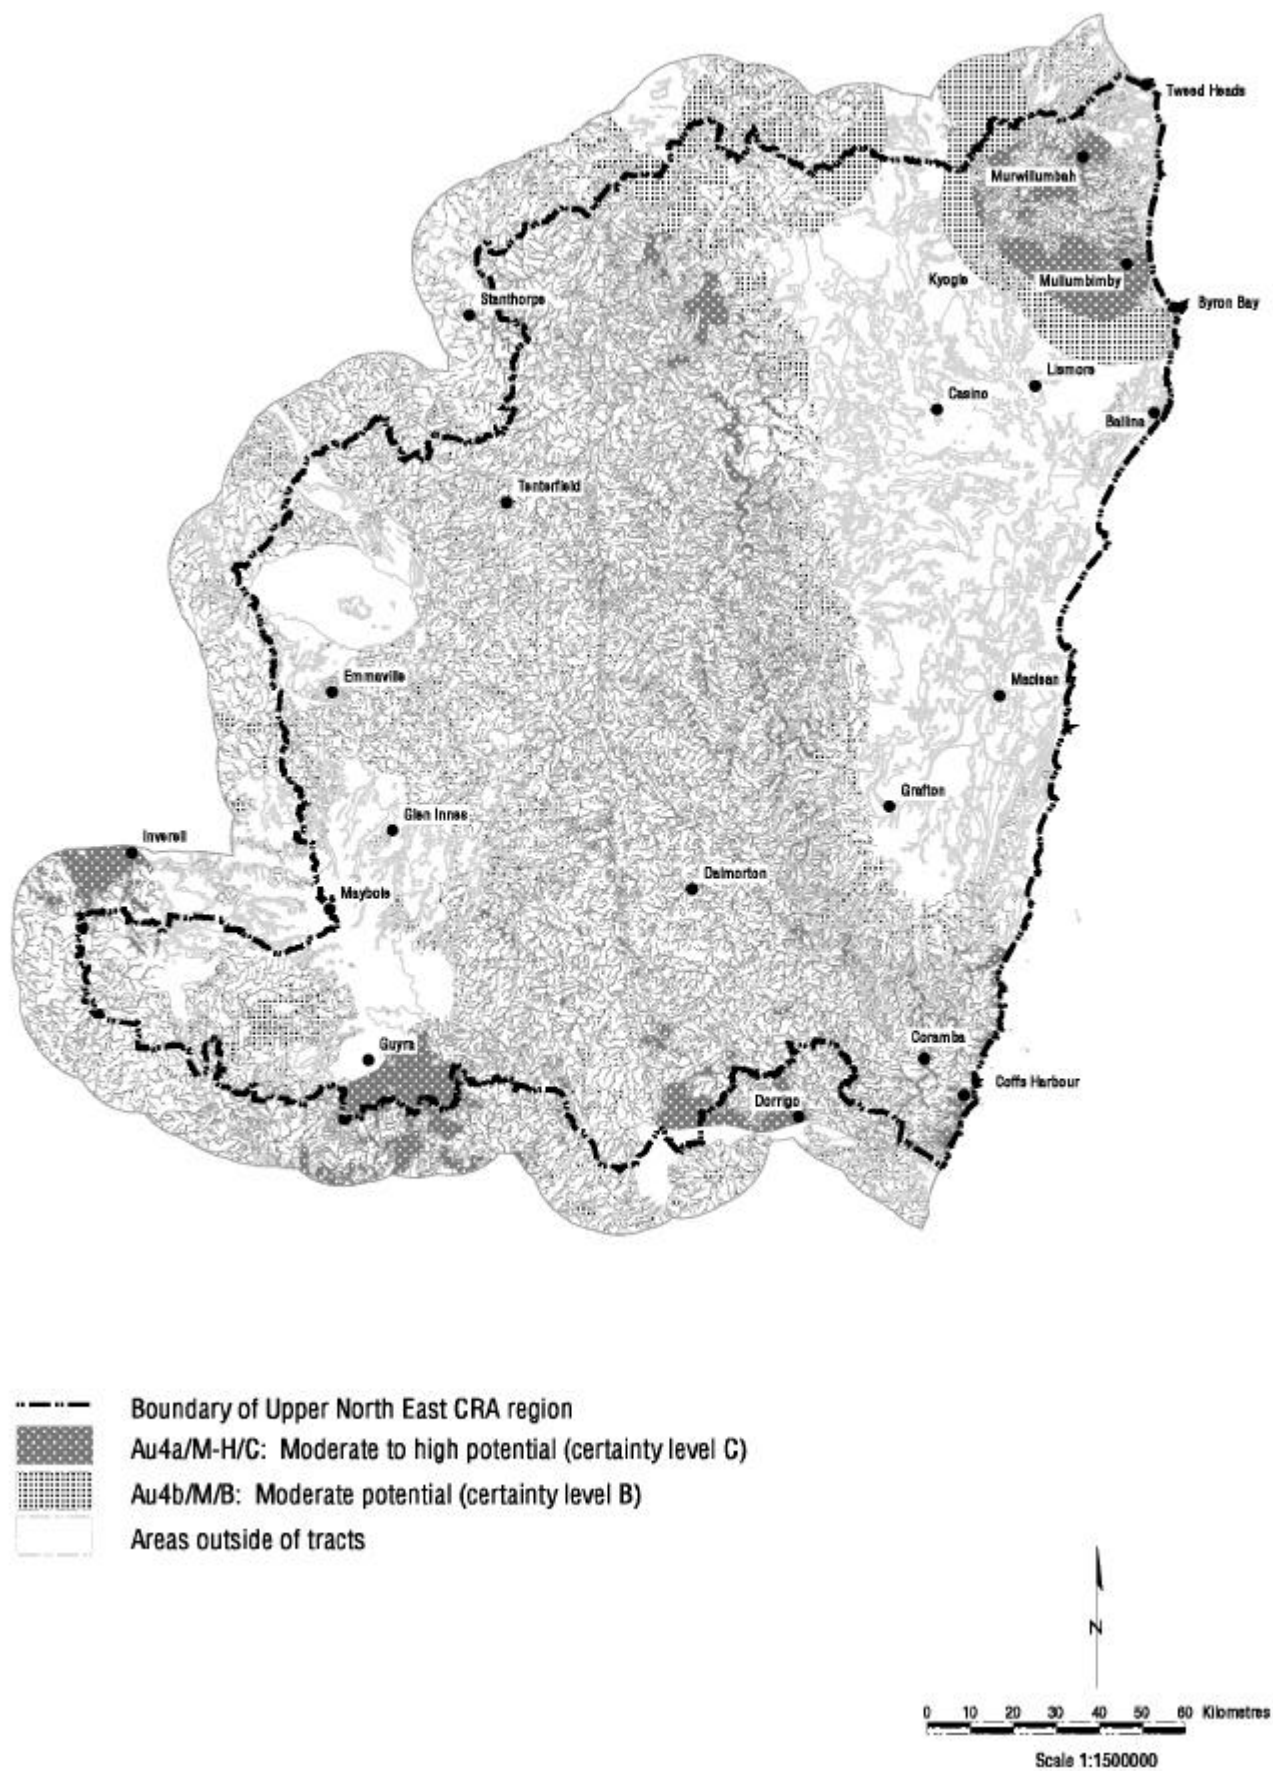 Tweed Heads
Murwillumbah
Kyogle
Mullumbimby
Stanthorpe
Byron Bay
Lismore
Casino
Ballina
Tenterfield
Emmaville
Maclean
Grafton
Glen Innes
Inverell
Dalmorton
Maybole
Coramba
Guyra
Coffs Harbour
Dorrigo
Boundary of Upper North East CRA region
Au4a/M-H/C: Moderate to high potential (certainty level C)
Au4b/M/B: Moderate potential (certainty level B)
Areas outside of tracts
N
0 10 20 30 40 50 60 Kilometres
Scale 1:1500000